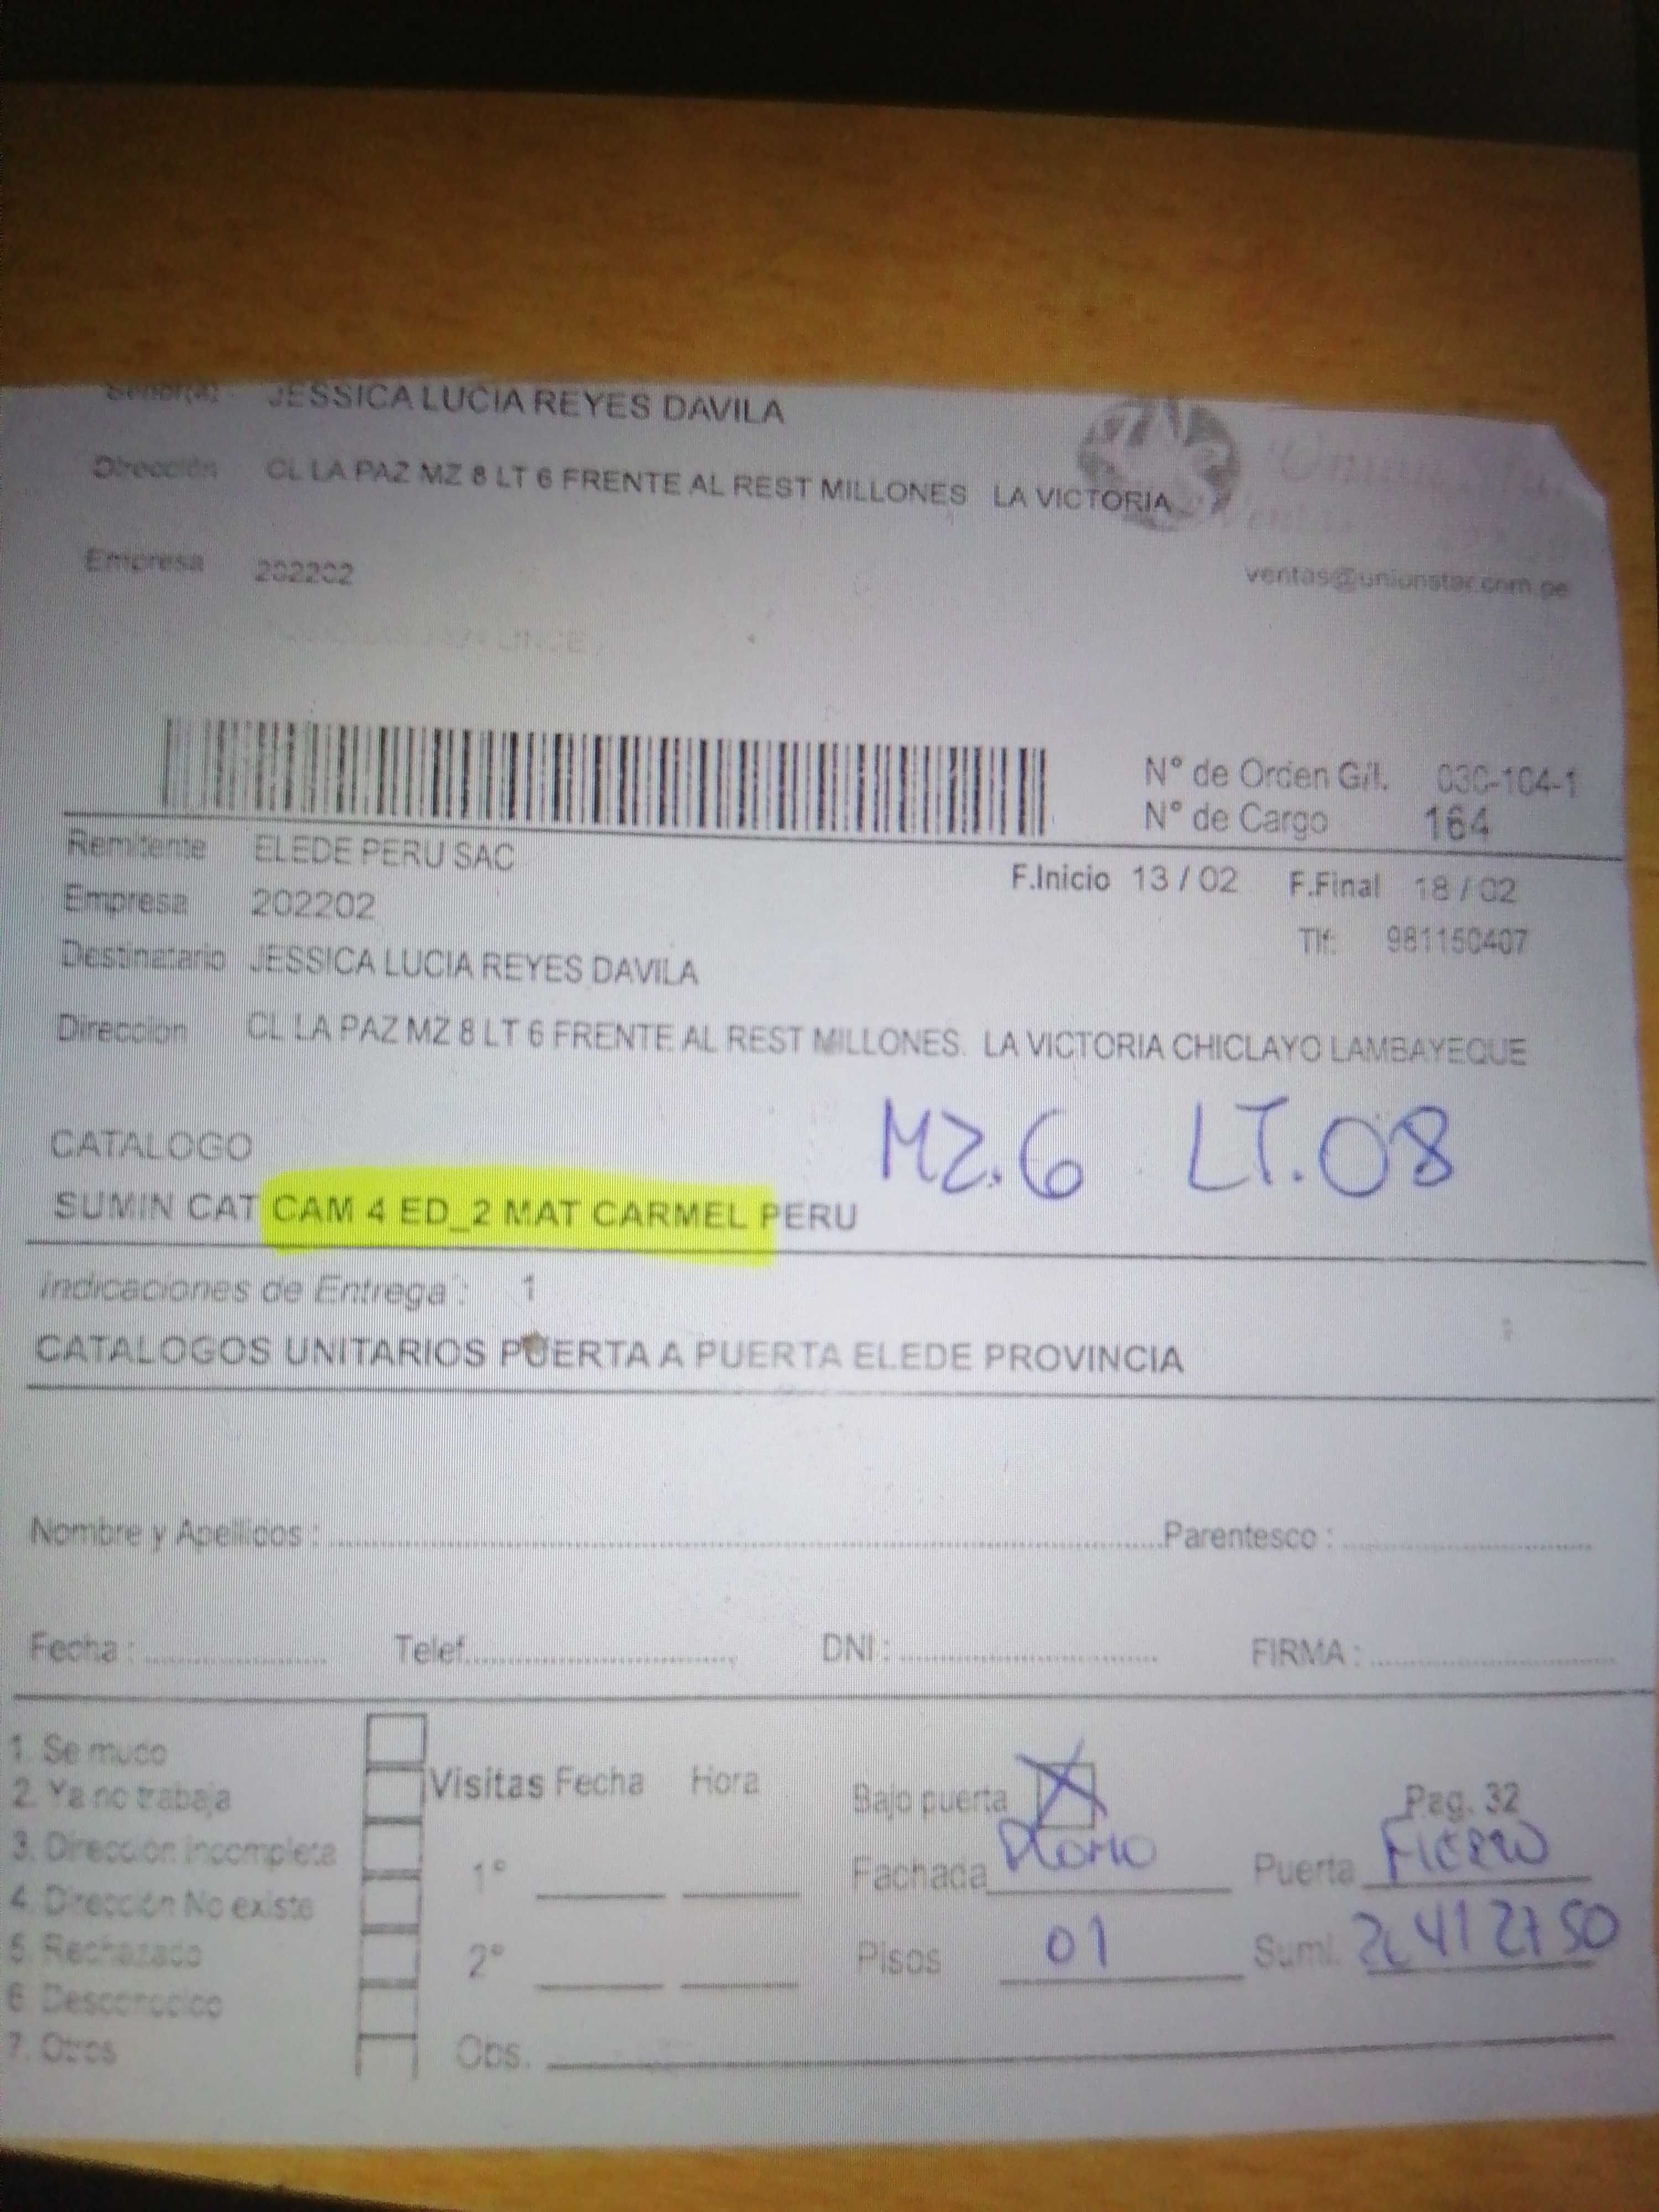 Señor(a): JESSICA LUCIA REYES DAVILA
Dirección CL LA PAZ MZ 8 LT 6 FRENTE AL REST MILLONES LA VICTORIA
Empresa 202202
ventas@unionstar.com.pe
N° de Orden G/I. 030-104-1
N° de Cargo 164
Remitente ELEDE PERU SAC
F.Inicio 13 / 02 F.Final 18 / 02
Empresa 202202
Tlf: 981150407
Destinatario JESSICA LUCIA REYES DAVILA
Dirección CL LA PAZ MZ 8 LT 6 FRENTE AL REST MILLONES. LA VICTORIA CHICLAYO LAMBAYEQUE
MZ.6 LT.08
CATALOGO
SUMIN CAT CAM 4 ED_2 MAT CARMEL PERU
Indicaciones de Entrega : 1
CATALOGOS UNITARIOS PUERTA A PUERTA ELEDE PROVINCIA
Nombre y Apellidos : Parentesco :
Fecha : Telef. DNI : FIRMA :
1. Se mudo
2. Ya no trabaja
3. Dirección Incompleta
4. Dirección No existe
5. Rechazado
6. Desconocido
7. Otros
Visitas Fecha Hora
1°
2°
Obs.
Bajo puerta Pag. 32
Fachada Plomo Puerta Fierro
Pisos 01 Sumi.